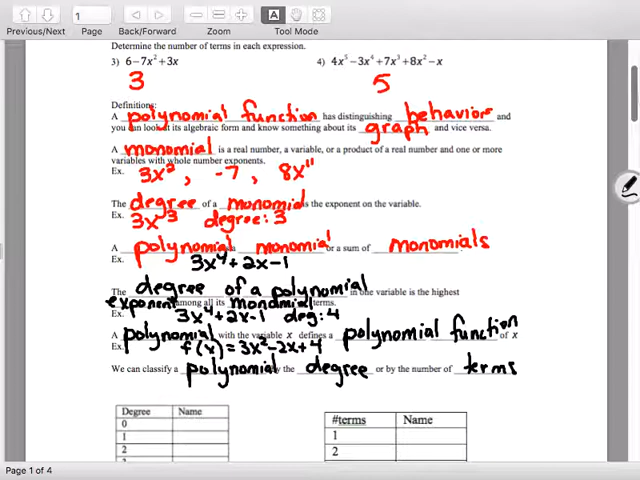 1
Previous/Next Page Back/Forward Zoom Tool Mode
Determine the number of terms in each expression.
3) 6–7x²+3x 4) 4x⁵–3x⁴+7x³+8x²–x
3 5
Definitions:
A polynomial function has distinguishing behaviors and
you can look at its algebraic form and know something about its graph and vice versa.
A monomial is a real number, a variable, or a product of a real number and one or more
variables with whole number exponents.
Ex. 3x², -7, 8x¹¹
The degree of a monomial is the exponent on the variable.
Ex. 3x³ degree: 3
A polynomial monomial or a sum of monomials
Ex. 3x⁴+2x-1
The degree of a polynomial in one variable is the highest
exponent among all its monomial terms.
Ex. 3x⁴+2x-1 deg: 4
A polynomial with the variable x defines a polynomial function of x
Ex. f(x)=3x²-2x+4
We can classify a polynomial the degree or by the number of terms
Degree Name #terms Name
0 1
1 2
2
Page 1 of 4